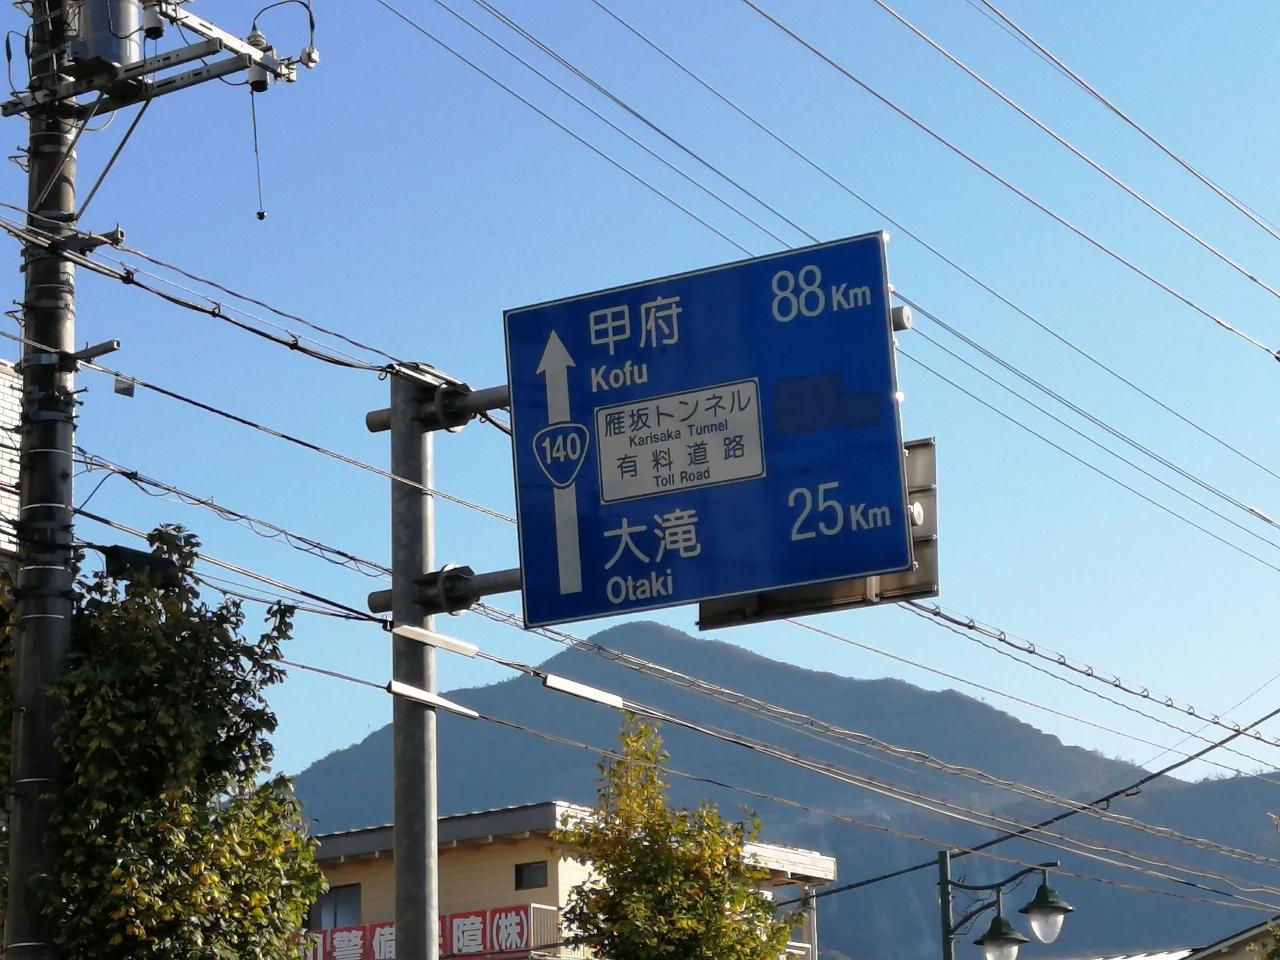 甲府 88Km
Kofu
140
雁坂トンネル
Karisaka Tunnel
有料道路
Toll Road
大滝 25Km
Otaki
警備 障(株)